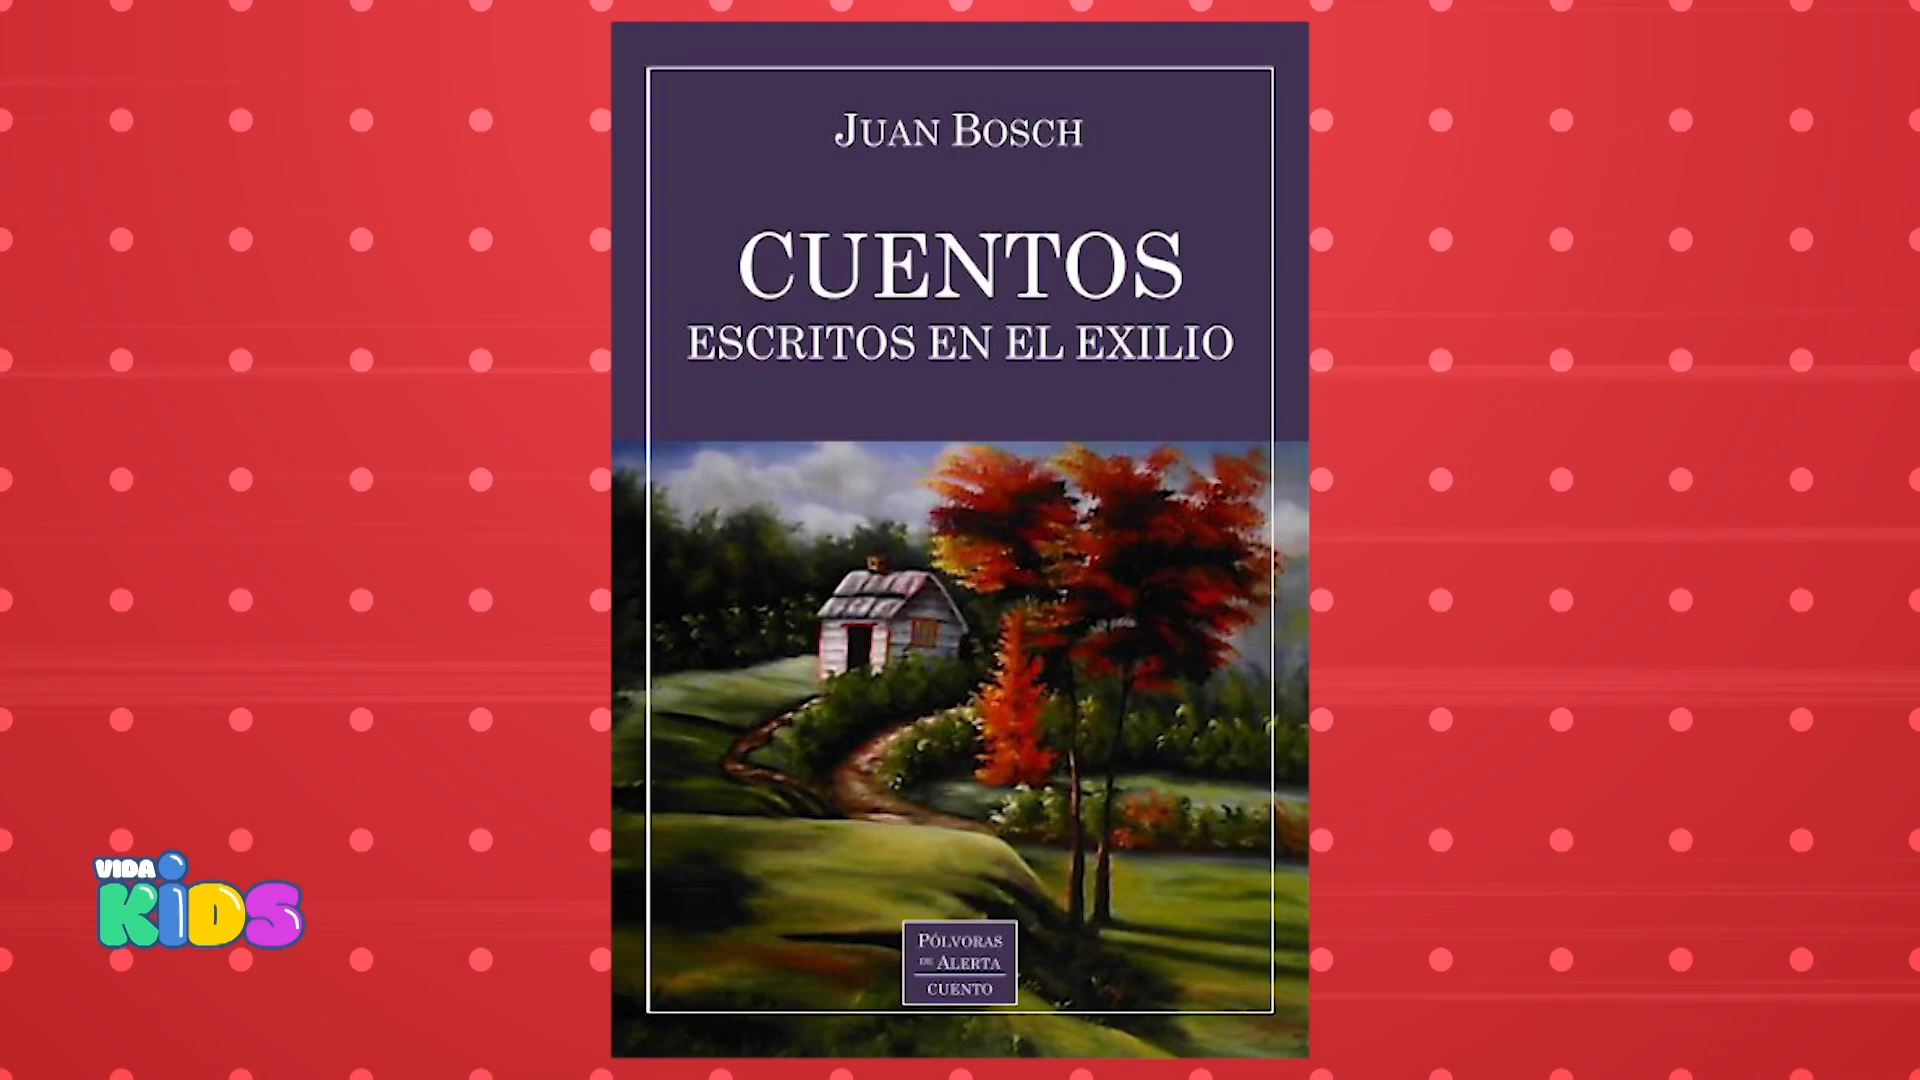 JUAN BOSCH
CUENTOS
ESCRITOS EN EL EXILIO
PÓLVORAS
DE ALERTA
CUENTO
VIDA
KiDS